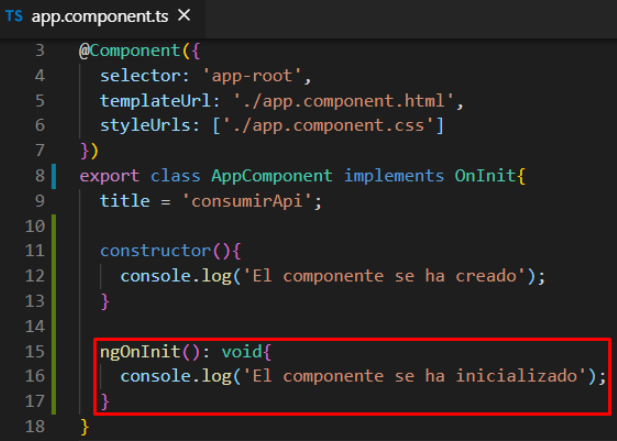 TS app.component.ts ×
3 @Component({
4 selector: 'app-root',
5 templateUrl: './app.component.html',
6 styleUrls: ['./app.component.css']
7 })
8 export class AppComponent implements OnInit{
9 title = 'consumirApi';
10
11 constructor(){
12 console.log('El componente se ha creado');
13 }
14
15 ngOnInit(): void{
16 console.log('El componente se ha inicializado');
17 }
18 }